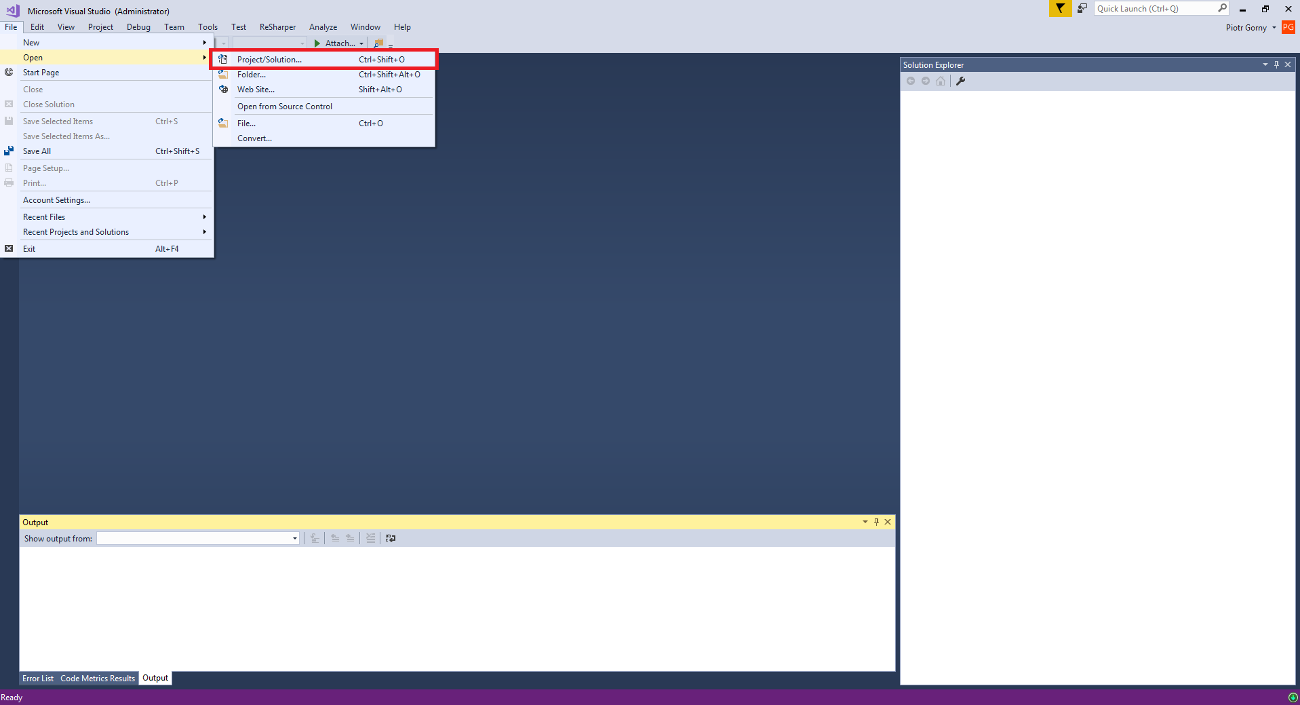 Microsoft Visual Studio (Administrator)
Quick Launch (Ctrl+Q)
File Edit View Project Debug Team Tools Test ReSharper Analyze Window Help
Piotr Gorny PG
Attach...
New
Open
Start Page
Close
Close Solution
Save Selected Items Ctrl+S
Save Selected Items As...
Save All Ctrl+Shift+S
Page Setup...
Print... Ctrl+P
Account Settings...
Recent Files
Recent Projects and Solutions
Exit Alt+F4
Project/Solution... Ctrl+Shift+O
Folder... Ctrl+Shift+Alt+O
Web Site... Shift+Alt+O
Open from Source Control
File... Ctrl+O
Convert...
Solution Explorer
Output
Show output from:
Error List Code Metrics Results Output
Ready